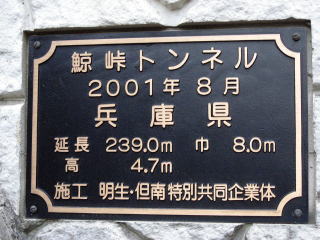 鯨峠トンネル
2001年8月
兵庫県
延長 239.0m 巾 8.0m
高 4.7m
施工 明生・但南特別共同企業体